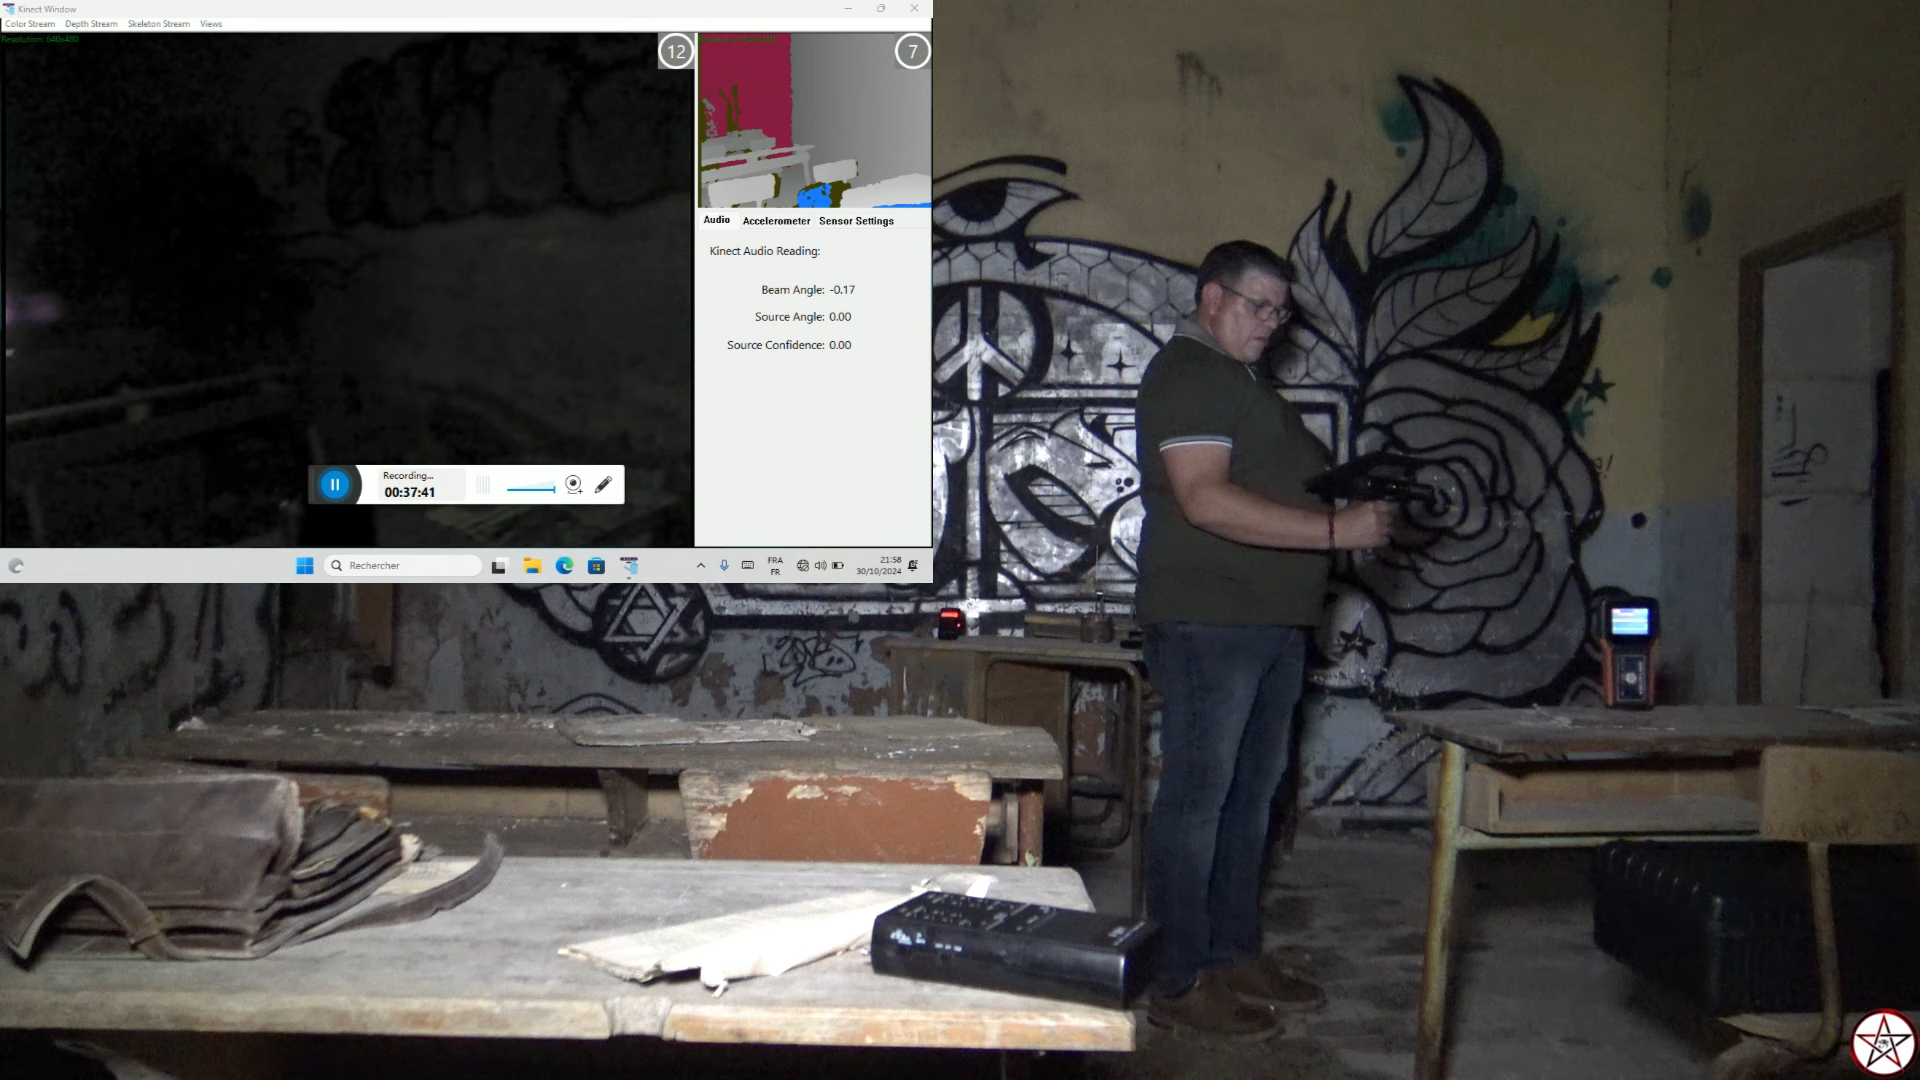 Kinect Window
Color Stream Depth Stream Skeleton Stream Views
Resolution: 640x480
12
7
Audio Accelerometer Sensor Settings
Kinect Audio Reading:
Beam Angle: -0.17
Source Angle: 0.00
Source Confidence: 0.00
Recording...
00:37:41
Rechercher
FRA
FR
21:58
30/10/2024